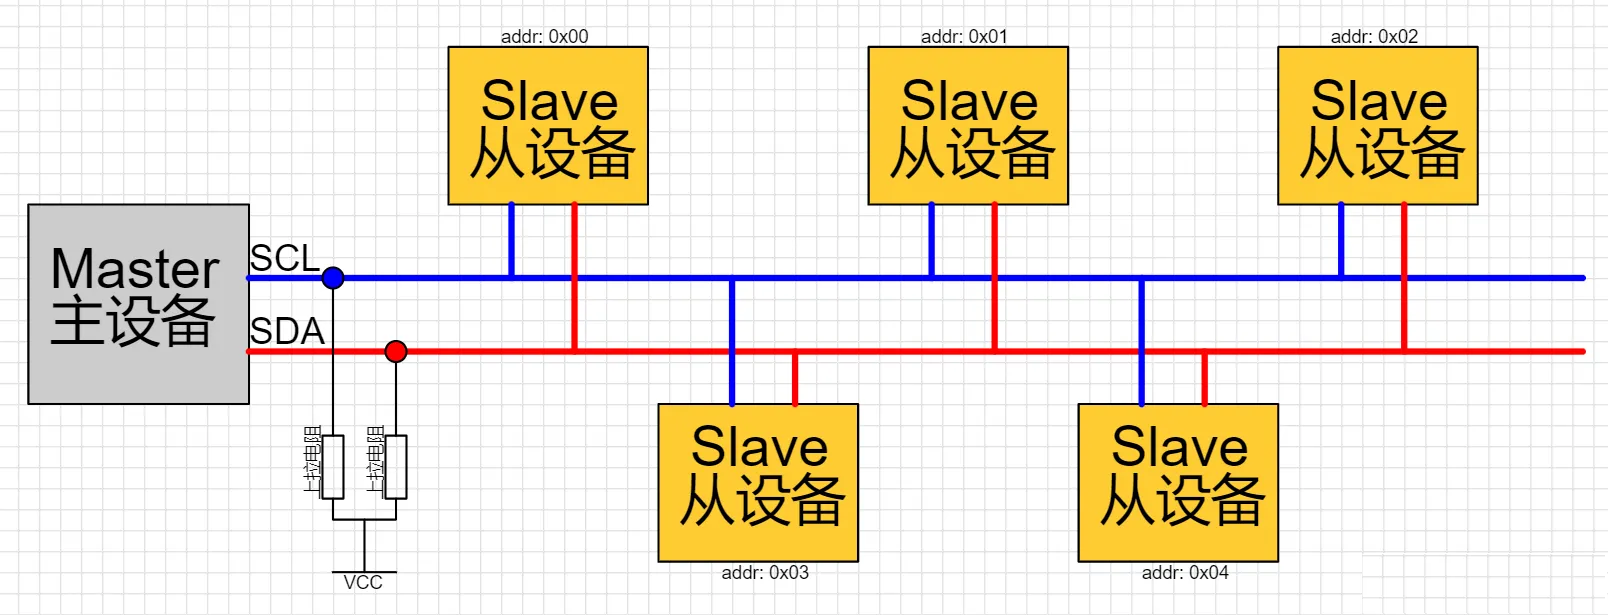 addr: 0x00
addr: 0x01
addr: 0x02
Slave
从设备
Slave
从设备
Slave
从设备
Master
主设备
SCL
SDA
上拉电阻
上拉电阻
VCC
Slave
从设备
Slave
从设备
addr: 0x03
addr: 0x04